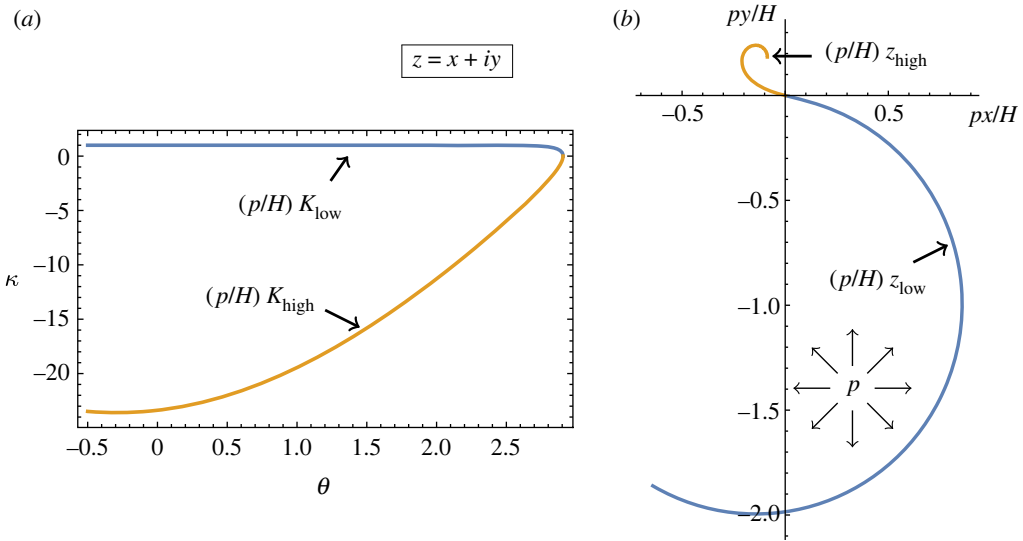 (a)
z = x + iy
(p/H) K_low
(p/H) K_high
κ
0
−5
−10
−15
−20
−0.5 0 0.5 1.0 1.5 2.0 2.5
θ
(b)
py/H
(p/H) z_high
−0.5 0.5
px/H
−0.5
(p/H) z_low
−1.0
p
−1.5
−2.0